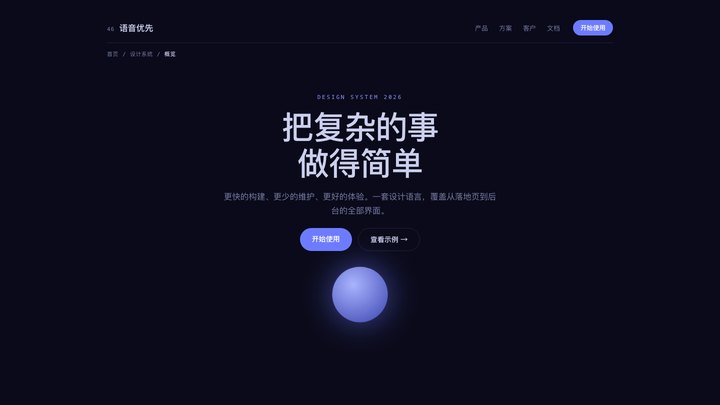 46 语音优先
产品 方案 客户 文档 开始使用
首页 / 设计系统 / 概览
DESIGN SYSTEM 2026
把复杂的事
做得简单
更快的构建、更少的维护、更好的体验。一套设计语言，覆盖从落地页到后
台的全部界面。
开始使用 查看示例 →